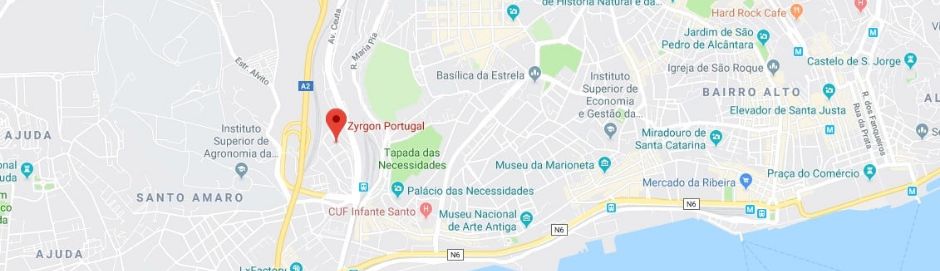 de História Natural e da...
Hard Rock Cafe
Av. Ceuta
R. Maria Pia
Jardim de São
Pedro de Alcântara
Estr. Alvito
Basílica da Estrela
Igreja de São Roque
Castelo de S. Jorge
M
A2
Instituto
Superior de
Economia
e Gestão da...
BAIRRO ALTO
Elevador de Santa Justa
R. dos Fanqueiros
Rua da Prata
Zyrgon Portugal
AJUDA
Instituto
Superior de
Agronomia da...
Tapada das
Necessidades
Miradouro de
Santa Catarina
Museu da Marioneta
Mercado da Ribeira
Praça do Comércio
SANTO AMARO
Palácio das Necessidades
CUF Infante Santo
H
Museu Nacional
de Arte Antiga
N6
N6
N6
AJUDA
LxFactory